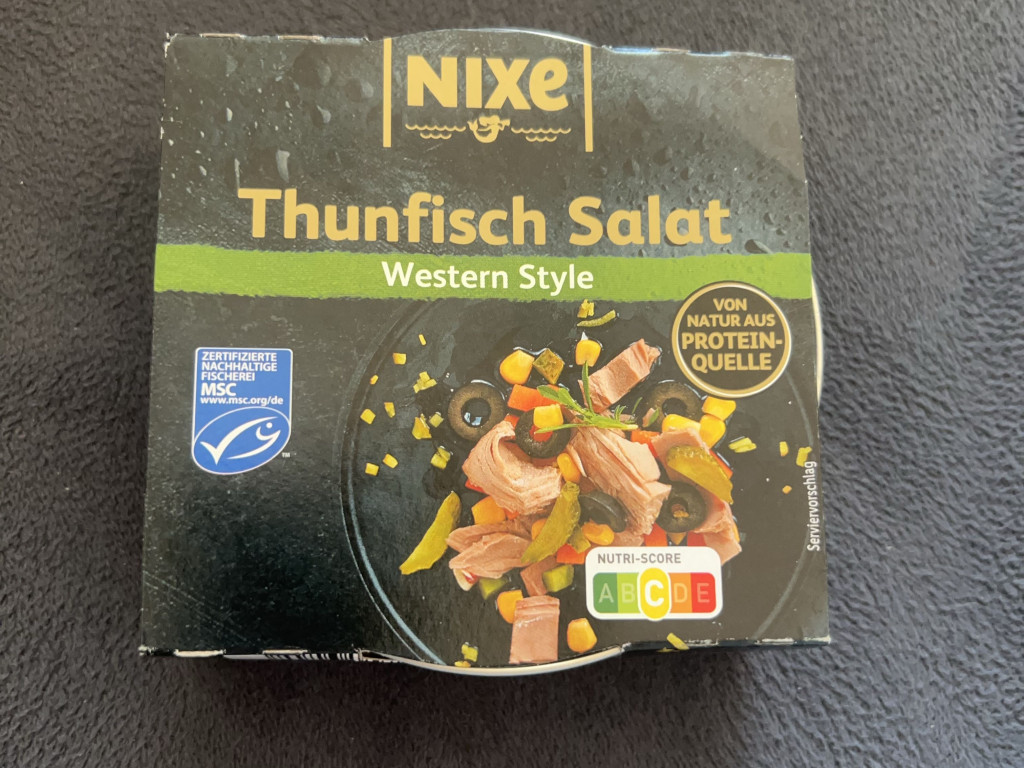 NIXE
Thunfisch Salat
Western Style
VON
NATUR AUS
PROTEIN-
QUELLE
ZERTIFIZIERTE
NACHHALTIGE
FISCHEREI
MSC
www.msc.org/de
TM
Serviervorschlag
NUTRI-SCORE
A B C D E